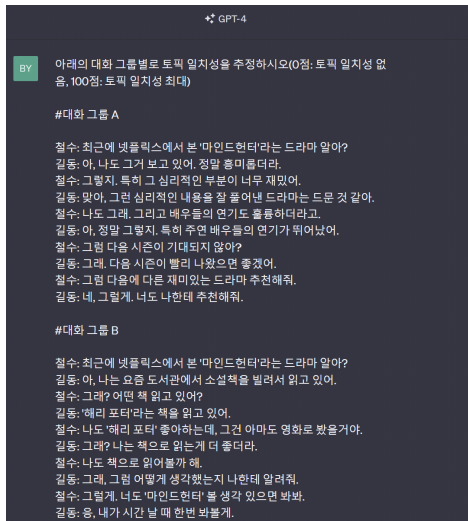 GPT-4
BY
아래의 대화 그룹별로 토픽 일치성을 추정하시오(0점: 토픽 일치성 없
음, 100점: 토픽 일치성 최대)
#대화 그룹 A
철수: 최근에 넷플릭스에서 본 '마인드헌터'라는 드라마 알아?
길동: 아, 나도 그거 보고 있어. 정말 흥미롭더라.
철수: 그렇지. 특히 그 심리적인 부분이 너무 재밌어.
길동: 맞아, 그런 심리적인 내용을 잘 풀어낸 드라마는 드문 것 같아.
철수: 나도 그래. 그리고 배우들의 연기도 훌륭하더라고.
길동: 아, 정말 그렇지. 특히 주연 배우들의 연기가 뛰어났어.
철수: 그럼 다음 시즌이 기대되지 않아?
길동: 그래. 다음 시즌이 빨리 나왔으면 좋겠어.
철수: 그럼 다음에 다른 재미있는 드라마 추천해줘.
길동: 네, 그럴게. 너도 나한테 추천해줘.
#대화 그룹 B
철수: 최근에 넷플릭스에서 본 '마인드헌터'라는 드라마 알아?
길동: 아, 나는 요즘 도서관에서 소설책을 빌려서 읽고 있어.
철수: 그래? 어떤 책 읽고 있어?
길동: '해리 포터'라는 책을 읽고 있어.
철수: 나도 '해리 포터' 좋아하는데, 그건 아마도 영화로 봤을거야.
길동: 그래? 나는 책으로 읽는게 더 좋더라.
철수: 나도 책으로 읽어볼까 해.
길동: 그래, 그럼 어떻게 생각했는지 나한테 알려줘.
철수: 그럴게. 너도 '마인드헌터' 볼 생각 있으면 봐봐.
길동: 응, 내가 시간 날 때 한번 봐볼게.